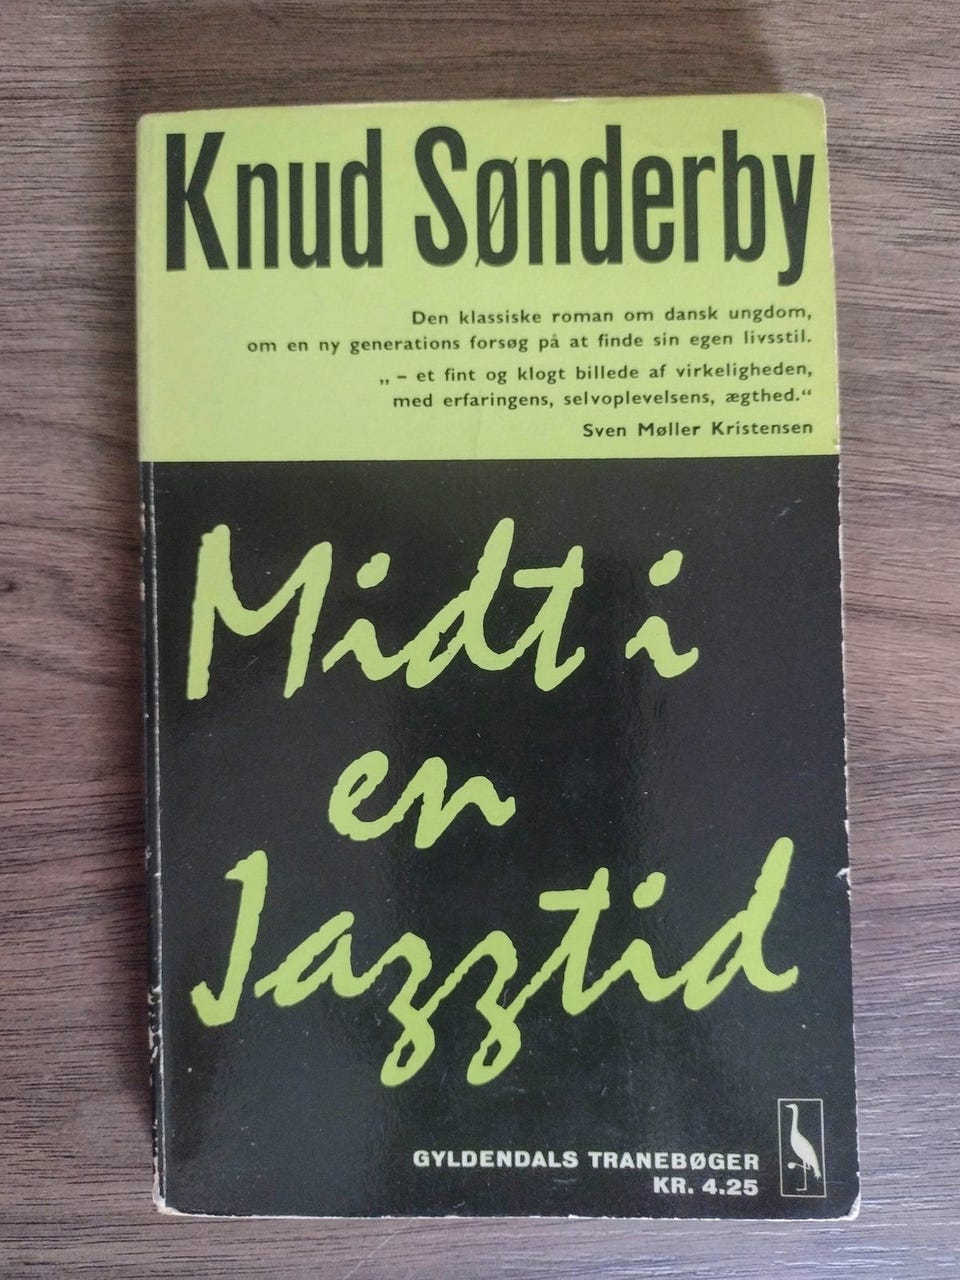 Knud Sønderby
Den klassiske roman om dansk ungdom,
om en ny generations forsøg på at finde sin egen livsstil.
„ – et fint og klogt billede af virkeligheden,
med erfaringens, selvoplevelsens, ægthed.“
Sven Møller Kristensen
Midt i
en
Jazztid
GYLDENDALS TRANEBØGER
KR. 4.25